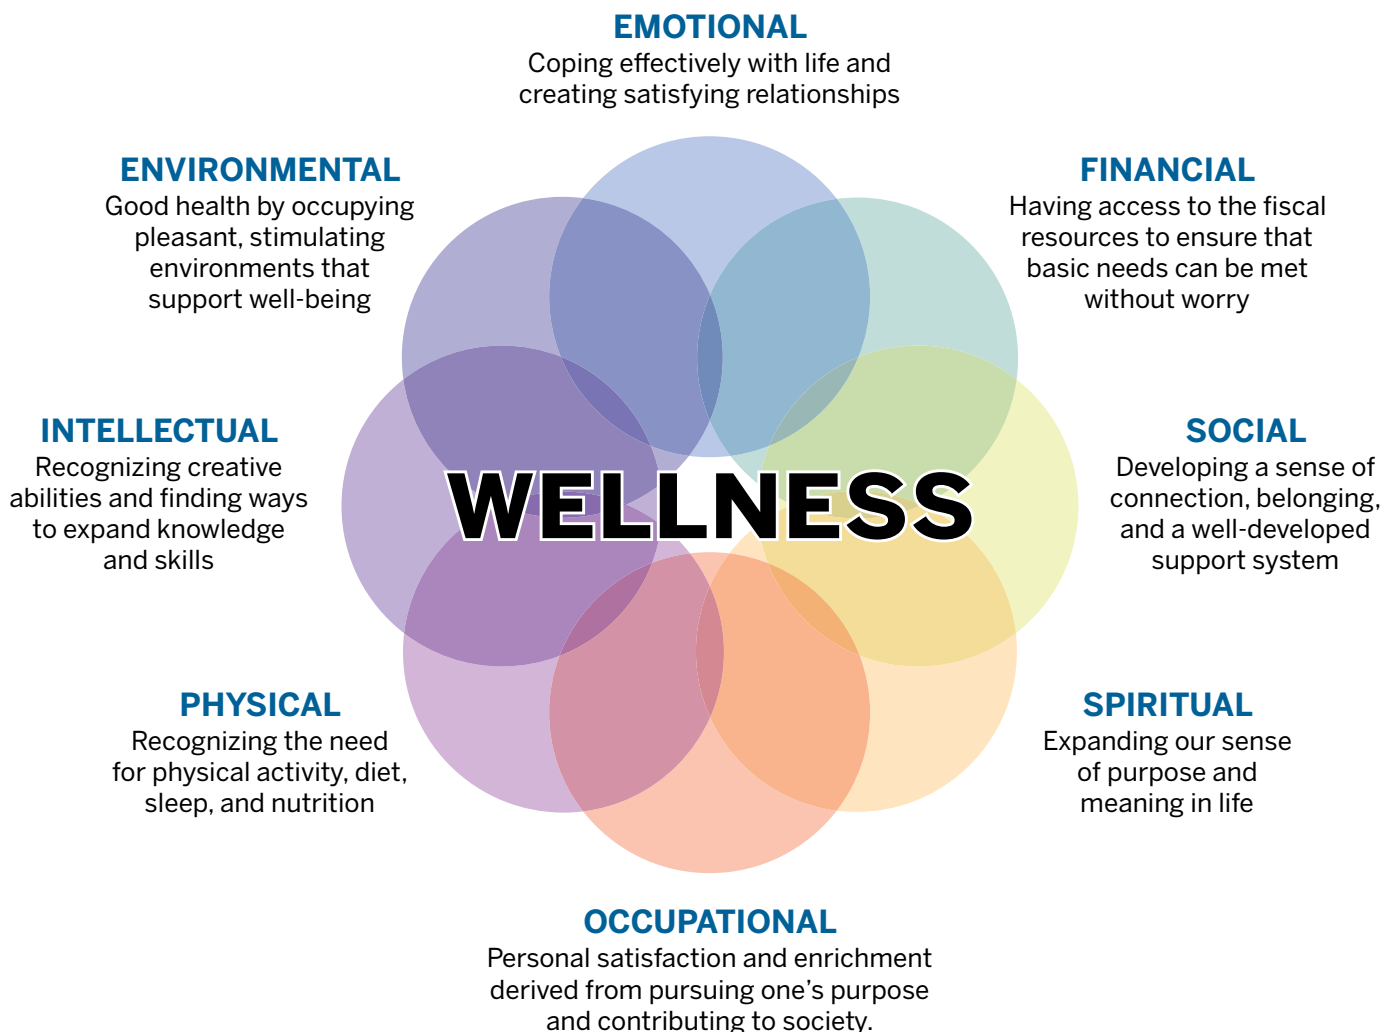 EMOTIONAL
Coping effectively with life and
creating satisfying relationships
ENVIRONMENTAL
Good health by occupying
pleasant, stimulating
environments that
support well-being
FINANCIAL
Having access to the fiscal
resources to ensure that
basic needs can be met
without worry
INTELLECTUAL
Recognizing creative
abilities and finding ways
to expand knowledge
and skills
WELLNESS
SOCIAL
Developing a sense of
connection, belonging,
and a well-developed
support system
PHYSICAL
Recognizing the need
for physical activity, diet,
sleep, and nutrition
SPIRITUAL
Expanding our sense
of purpose and
meaning in life
OCCUPATIONAL
Personal satisfaction and enrichment
derived from pursuing one’s purpose
and contributing to society.